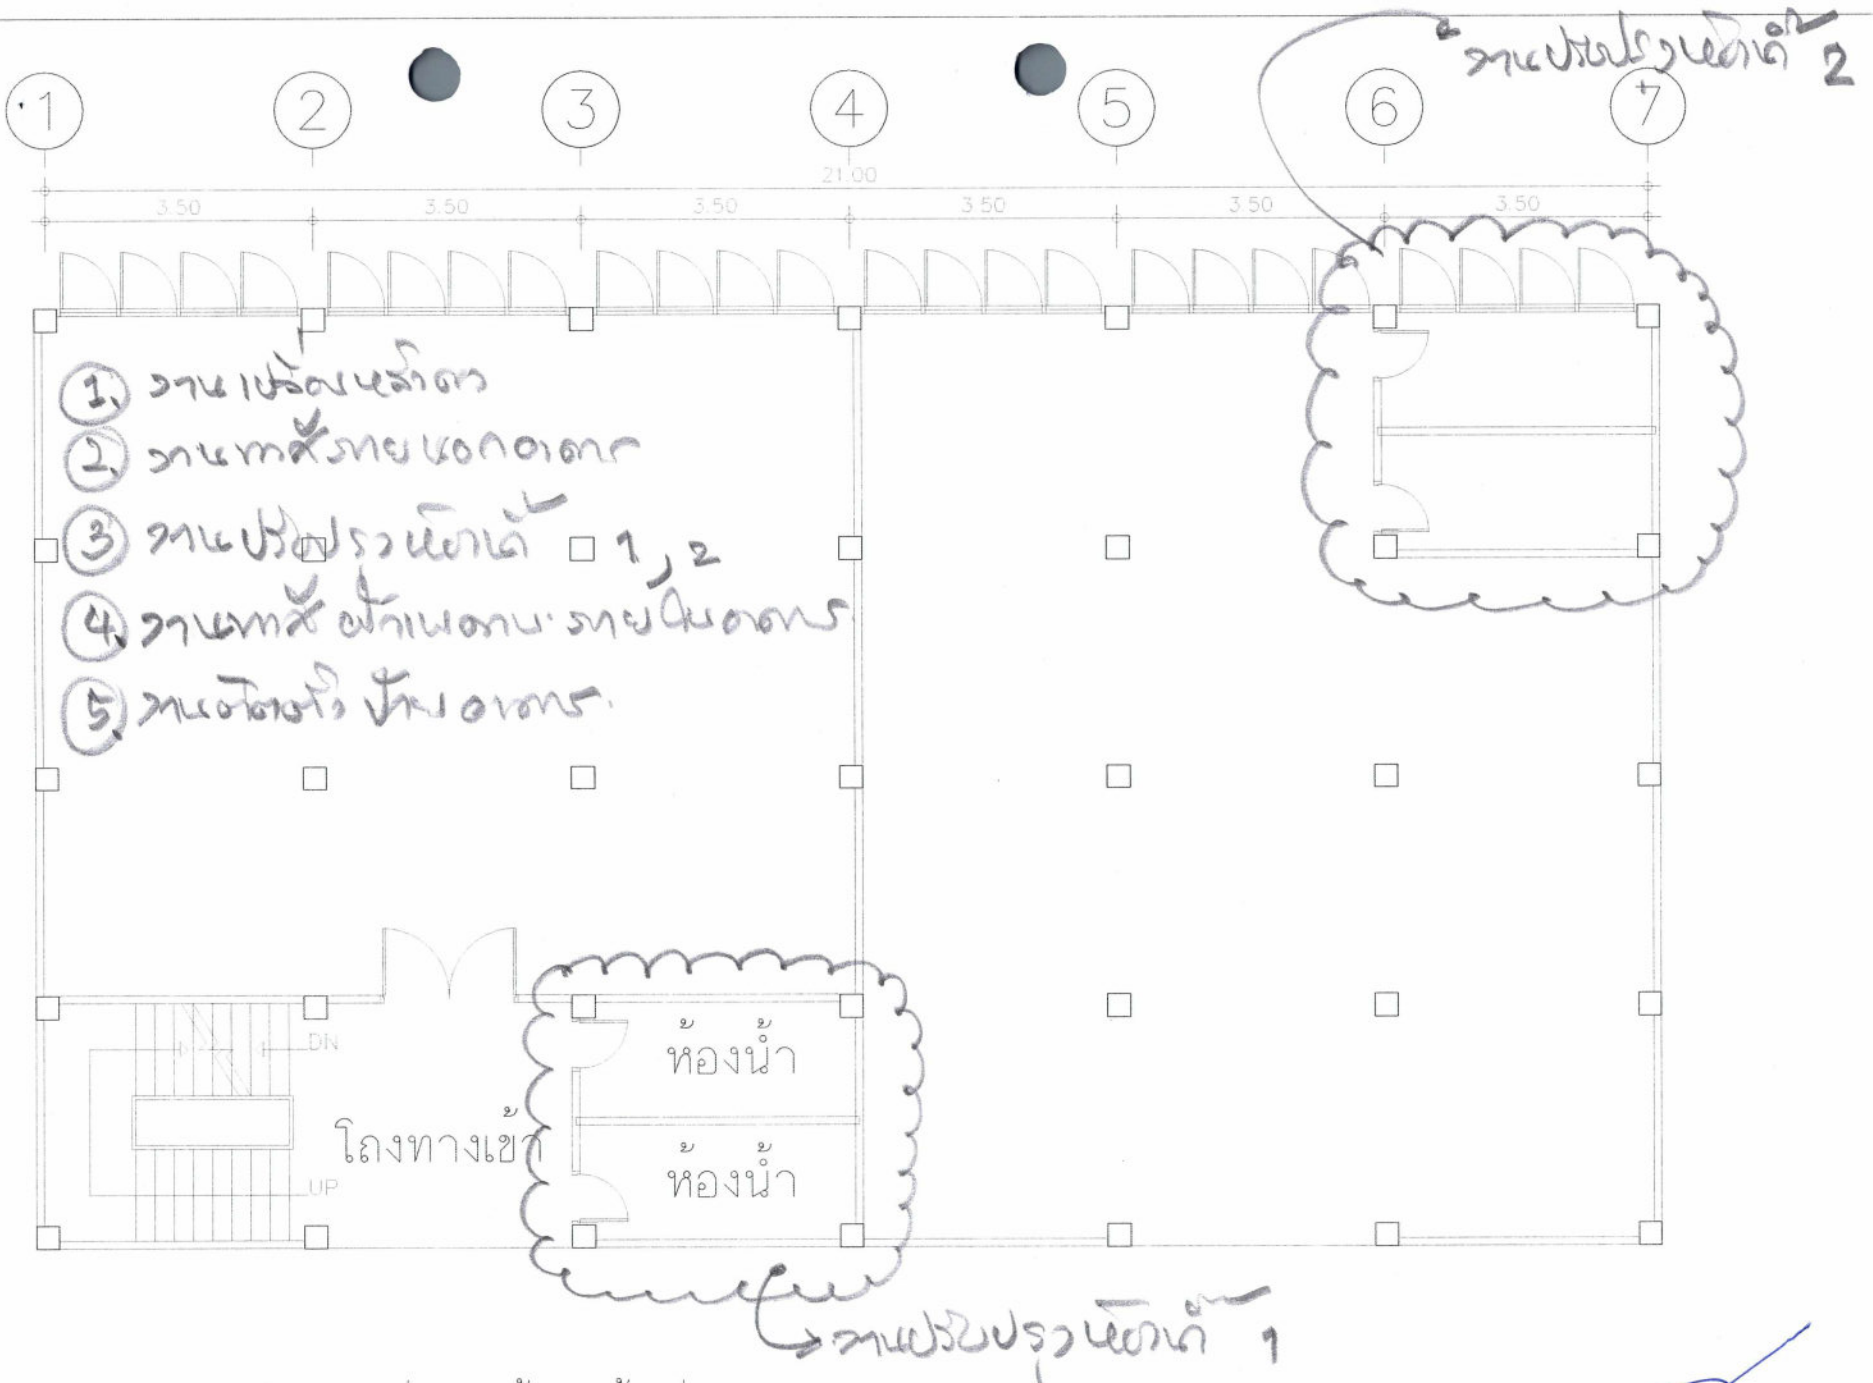 งานปรับปรุงห้องน้ำ 2
1 2 3 4 5 6 7
21.00
3.50 3.50 3.50 3.50 3.50 3.50
1. งานเปลี่ยนหลังคา
2. งานทาสีภายนอกอาคาร
3 งานปรับปรุงห้องน้ำ 1, 2
4. งานทาสี ฝ้าเพดาน ภายในอาคาร
5. งานติดตั้ง ป้าย อาคาร
DN
ห้องน้ำ
โถงทางเข้า
ห้องน้ำ
UP
งานปรับปรุงห้องน้ำ 1